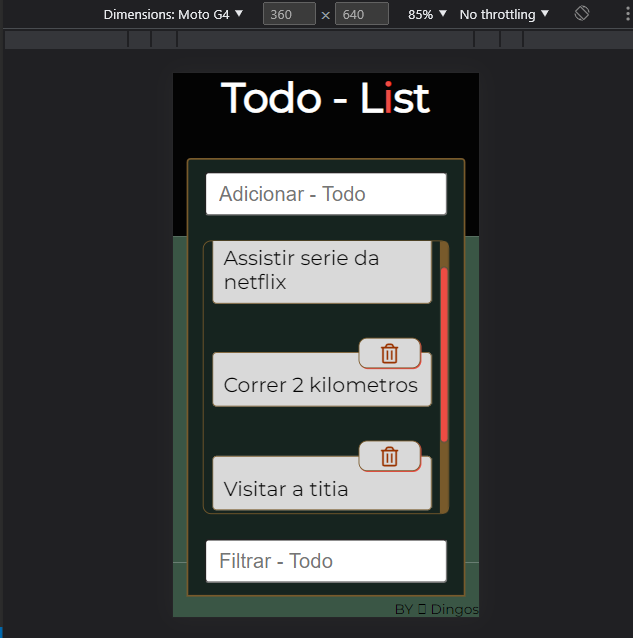 Dimensions: Moto G4 ▼ 360 × 640 85% ▼ No throttling ▼
Todo - List
Adicionar - Todo
Assistir serie da
netflix
Correr 2 kilometros
Visitar a titia
Filtrar - Todo
BY ▯ Dingos